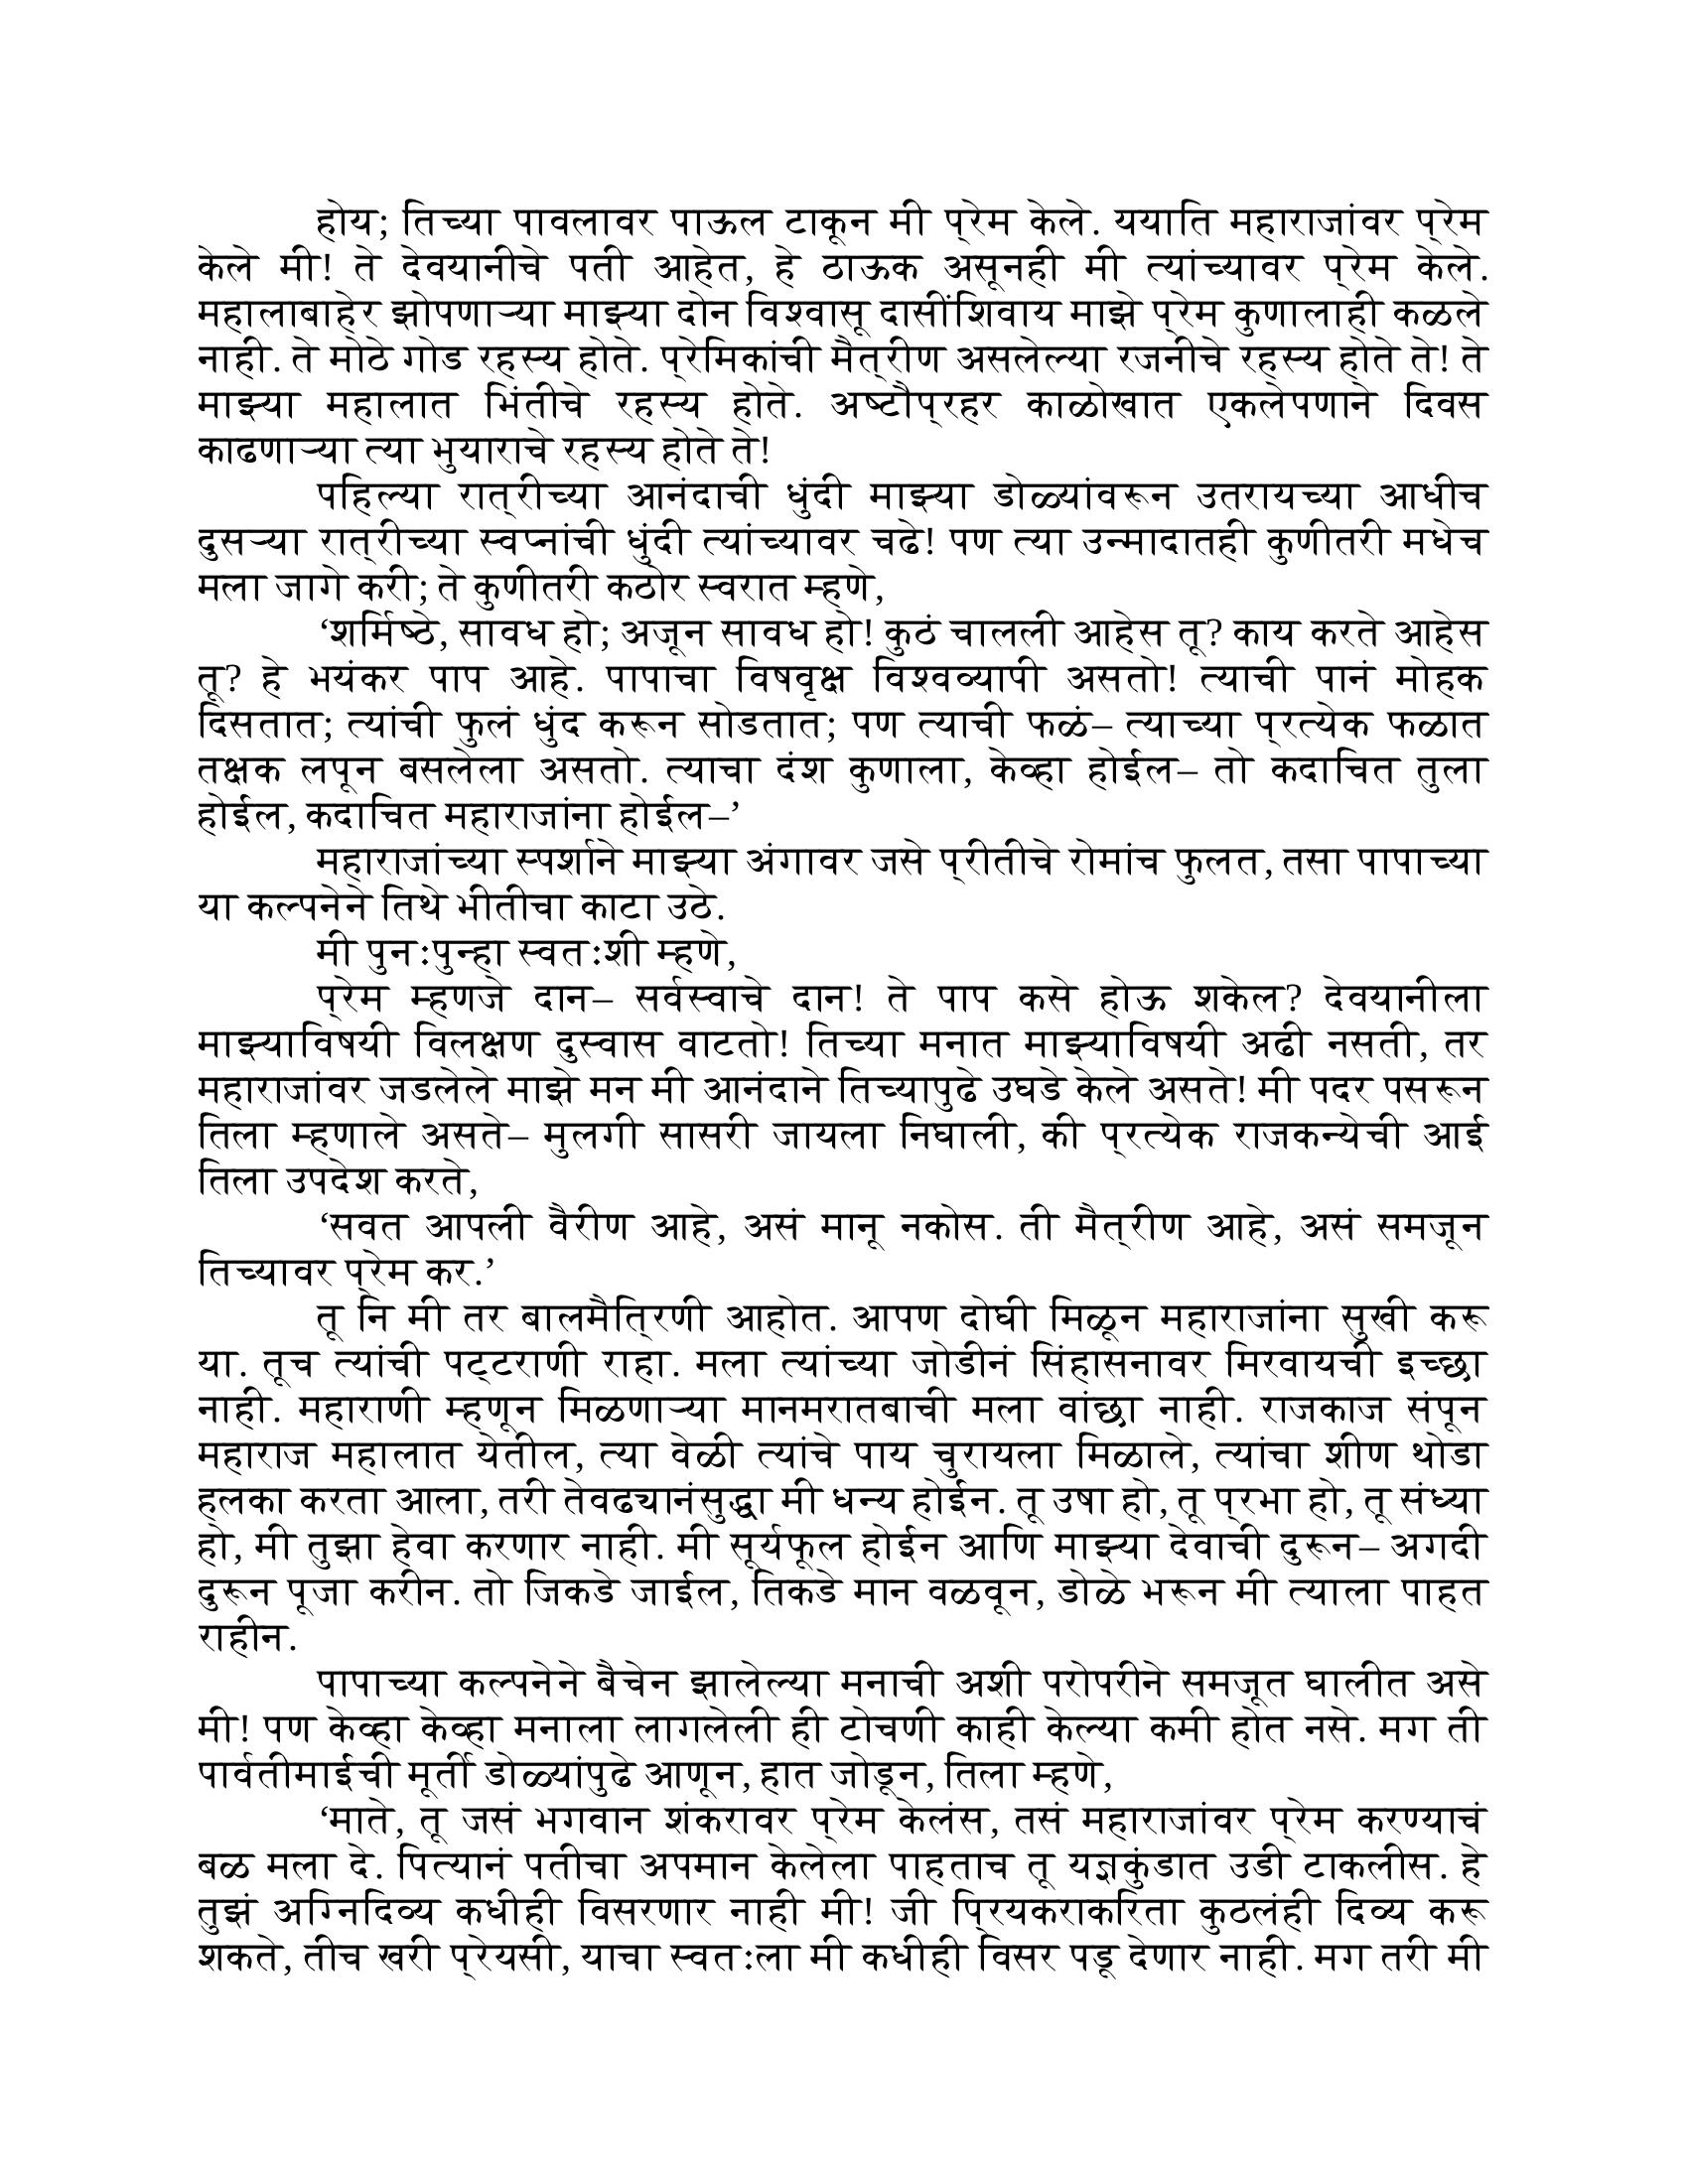 होय; तिच्या पावलावर पाऊल टाकून मी प्रेम केले. ययाति महाराजांवर प्रेम
केले मी! ते देवयानीचे पती आहेत, हे ठाऊक असूनही मी त्यांच्यावर प्रेम केले.
महालाबाहेर झोपणाऱ्या माझ्या दोन विश्वासू दासींशिवाय माझे प्रेम कुणालाही कळले
नाही. ते मोठे गोड रहस्य होते. प्रेमिकांची मैत्रीण असलेल्या रजनीचे रहस्य होते ते! ते
माझ्या महालात भिंतीचे रहस्य होते. अष्टौप्रहर काळोखात एकलेपणाने दिवस
काढणाऱ्या त्या भुयाराचे रहस्य होते ते!
पहिल्या रात्रीच्या आनंदाची धुंदी माझ्या डोळ्यांवरून उतरायच्या आधीच
दुसऱ्या रात्रीच्या स्वप्नांची धुंदी त्यांच्यावर चढे! पण त्या उन्मादातही कुणीतरी मधेच
मला जागे करी; ते कुणीतरी कठोर स्वरात म्हणे,
‘शर्मिष्ठे, सावध हो; अजून सावध हो! कुठं चालली आहेस तू? काय करते आहेस
तू? हे भयंकर पाप आहे. पापाचा विषवृक्ष विश्वव्यापी असतो! त्याची पानं मोहक
दिसतात; त्यांची फुलं धुंद करून सोडतात; पण त्याची फळं– त्याच्या प्रत्येक फळात
तक्षक लपून बसलेला असतो. त्याचा दंश कुणाला, केव्हा होईल– तो कदाचित तुला
होईल, कदाचित महाराजांना होईल–’
महाराजांच्या स्पर्शाने माझ्या अंगावर जसे प्रीतीचे रोमांच फुलत, तसा पापाच्या
या कल्पनेने तिथे भीतीचा काटा उठे.
मी पुनःपुन्हा स्वतःशी म्हणे,
प्रेम म्हणजे दान– सर्वस्वाचे दान! ते पाप कसे होऊ शकेल? देवयानीला
माझ्याविषयी विलक्षण दुस्वास वाटतो! तिच्या मनात माझ्याविषयी अढी नसती, तर
महाराजांवर जडलेले माझे मन मी आनंदाने तिच्यापुढे उघडे केले असते! मी पदर पसरून
तिला म्हणाले असते– मुलगी सासरी जायला निघाली, की प्रत्येक राजकन्येची आई
तिला उपदेश करते,
‘सवत आपली वैरीण आहे, असं मानू नकोस. ती मैत्रीण आहे, असं समजून
तिच्यावर प्रेम कर.’
तू नि मी तर बालमैत्रिणी आहोत. आपण दोघी मिळून महाराजांना सुखी करू
या. तूच त्यांची पट्टराणी राहा. मला त्यांच्या जोडीनं सिंहासनावर मिरवायची इच्छा
नाही. महाराणी म्हणून मिळणाऱ्या मानमरातबाची मला वांछा नाही. राजकाज संपून
महाराज महालात येतील, त्या वेळी त्यांचे पाय चुरायला मिळाले, त्यांचा शीण थोडा
हलका करता आला, तरी तेवढ्यानंसुद्धा मी धन्य होईन. तू उषा हो, तू प्रभा हो, तू संध्या
हो, मी तुझा हेवा करणार नाही. मी सूर्यफूल होईन आणि माझ्या देवाची दुरून– अगदी
दुरून पूजा करीन. तो जिकडे जाईल, तिकडे मान वळवून, डोळे भरून मी त्याला पाहत
राहीन.
पापाच्या कल्पनेने बैचेन झालेल्या मनाची अशी परोपरीने समजूत घालीत असे
मी! पण केव्हा केव्हा मनाला लागलेली ही टोचणी काही केल्या कमी होत नसे. मग ती
पार्वतीमाईची मूर्ती डोळ्यांपुढे आणून, हात जोडून, तिला म्हणे,
‘माते, तू जसं भगवान शंकरावर प्रेम केलंस, तसं महाराजांवर प्रेम करण्याचं
बळ मला दे. पित्यानं पतीचा अपमान केलेला पाहताच तू यज्ञकुंडात उडी टाकलीस. हे
तुझं अग्निदिव्य कधीही विसरणार नाही मी! जी प्रियकराकरिता कुठलंही दिव्य करू
शकते, तीच खरी प्रेयसी, याचा स्वतःला मी कधीही विसर पडू देणार नाही. मग तरी मी